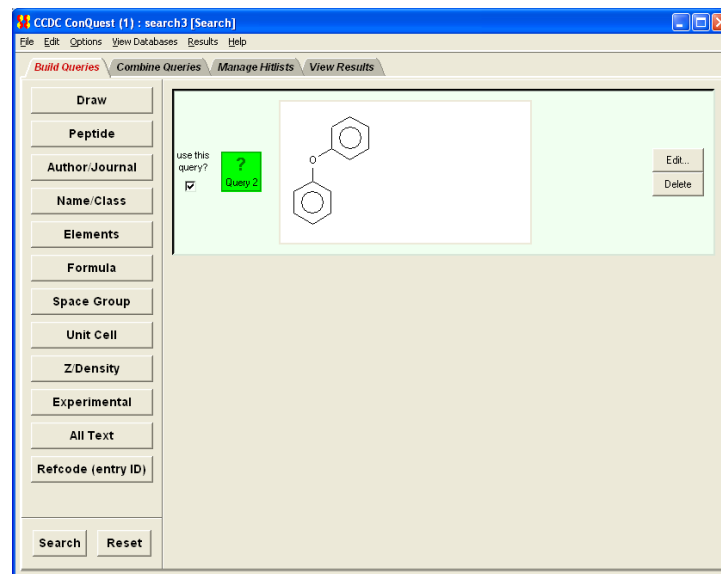 CCDC ConQuest (1) : search3 [Search]
File Edit Options View Databases Results Help
Build Queries Combine Queries Manage Hitlists View Results
Draw
Peptide
Author/Journal
Name/Class
Elements
Formula
Space Group
Unit Cell
Z/Density
Experimental
All Text
Refcode (entry ID)
Search Reset
use this
query?
?
Query 2
O
Edit...
Delete